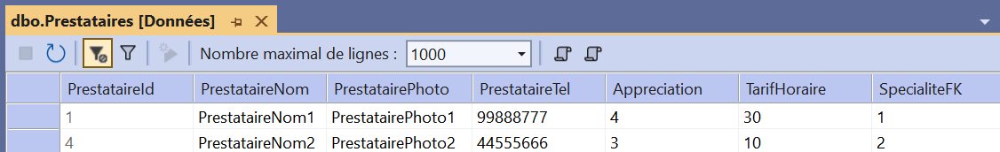 dbo.Prestataires [Données]
Nombre maximal de lignes : 1000
PrestataireId PrestataireNom PrestatairePhoto PrestataireTel Appreciation TarifHoraire SpecialiteFK
1 PrestataireNom1 PrestatairePhoto1 99888777 4 30 1
4 PrestataireNom2 PrestatairePhoto2 44555666 3 10 2